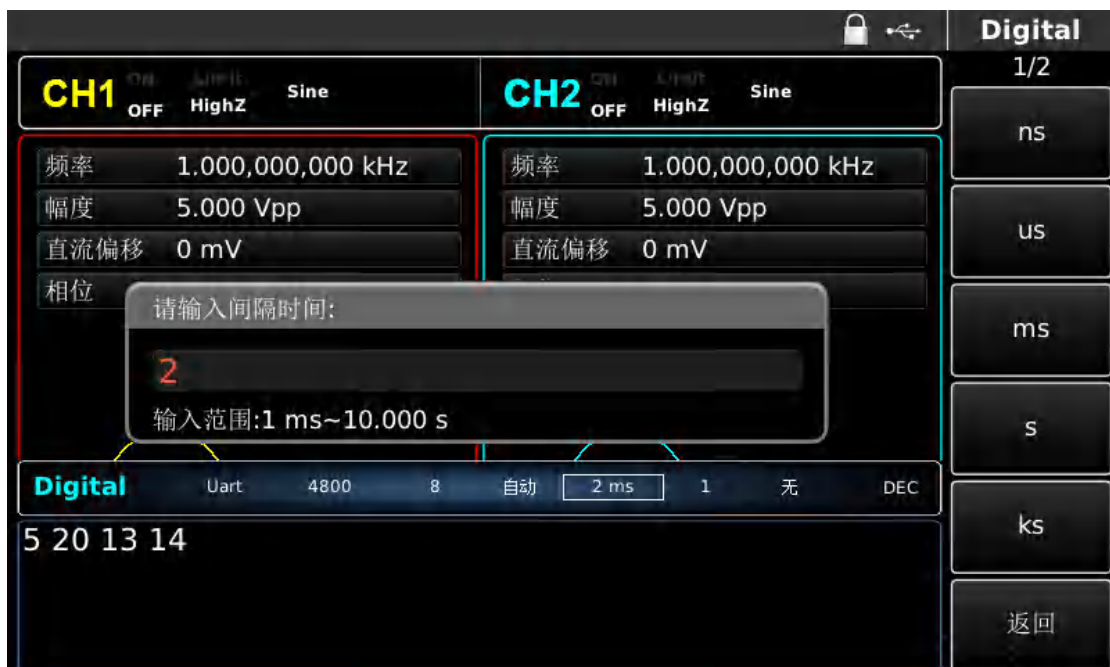 Digital
1/2
CH1 ON OFF Limit HighZ Sine
CH2 ON OFF Limit HighZ Sine
频率 1.000,000,000 kHz
幅度 5.000 Vpp
直流偏移 0 mV
相位
频率 1.000,000,000 kHz
幅度 5.000 Vpp
直流偏移 0 mV
请输入间隔时间:
2
输入范围:1 ms~10.000 s
Digital Uart 4800 8 自动 2 ms 1 无 DEC
5 20 13 14
ns
us
ms
s
ks
返回